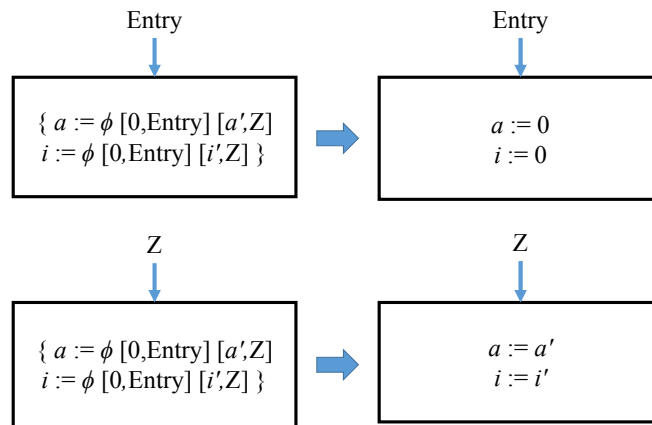 Entry
Entry
{ a := ϕ [0,Entry] [a′,Z]
i := ϕ [0,Entry] [i′,Z] }
a := 0
i := 0
Z
Z
{ a := ϕ [0,Entry] [a′,Z]
i := ϕ [0,Entry] [i′,Z] }
a := a′
i := i′